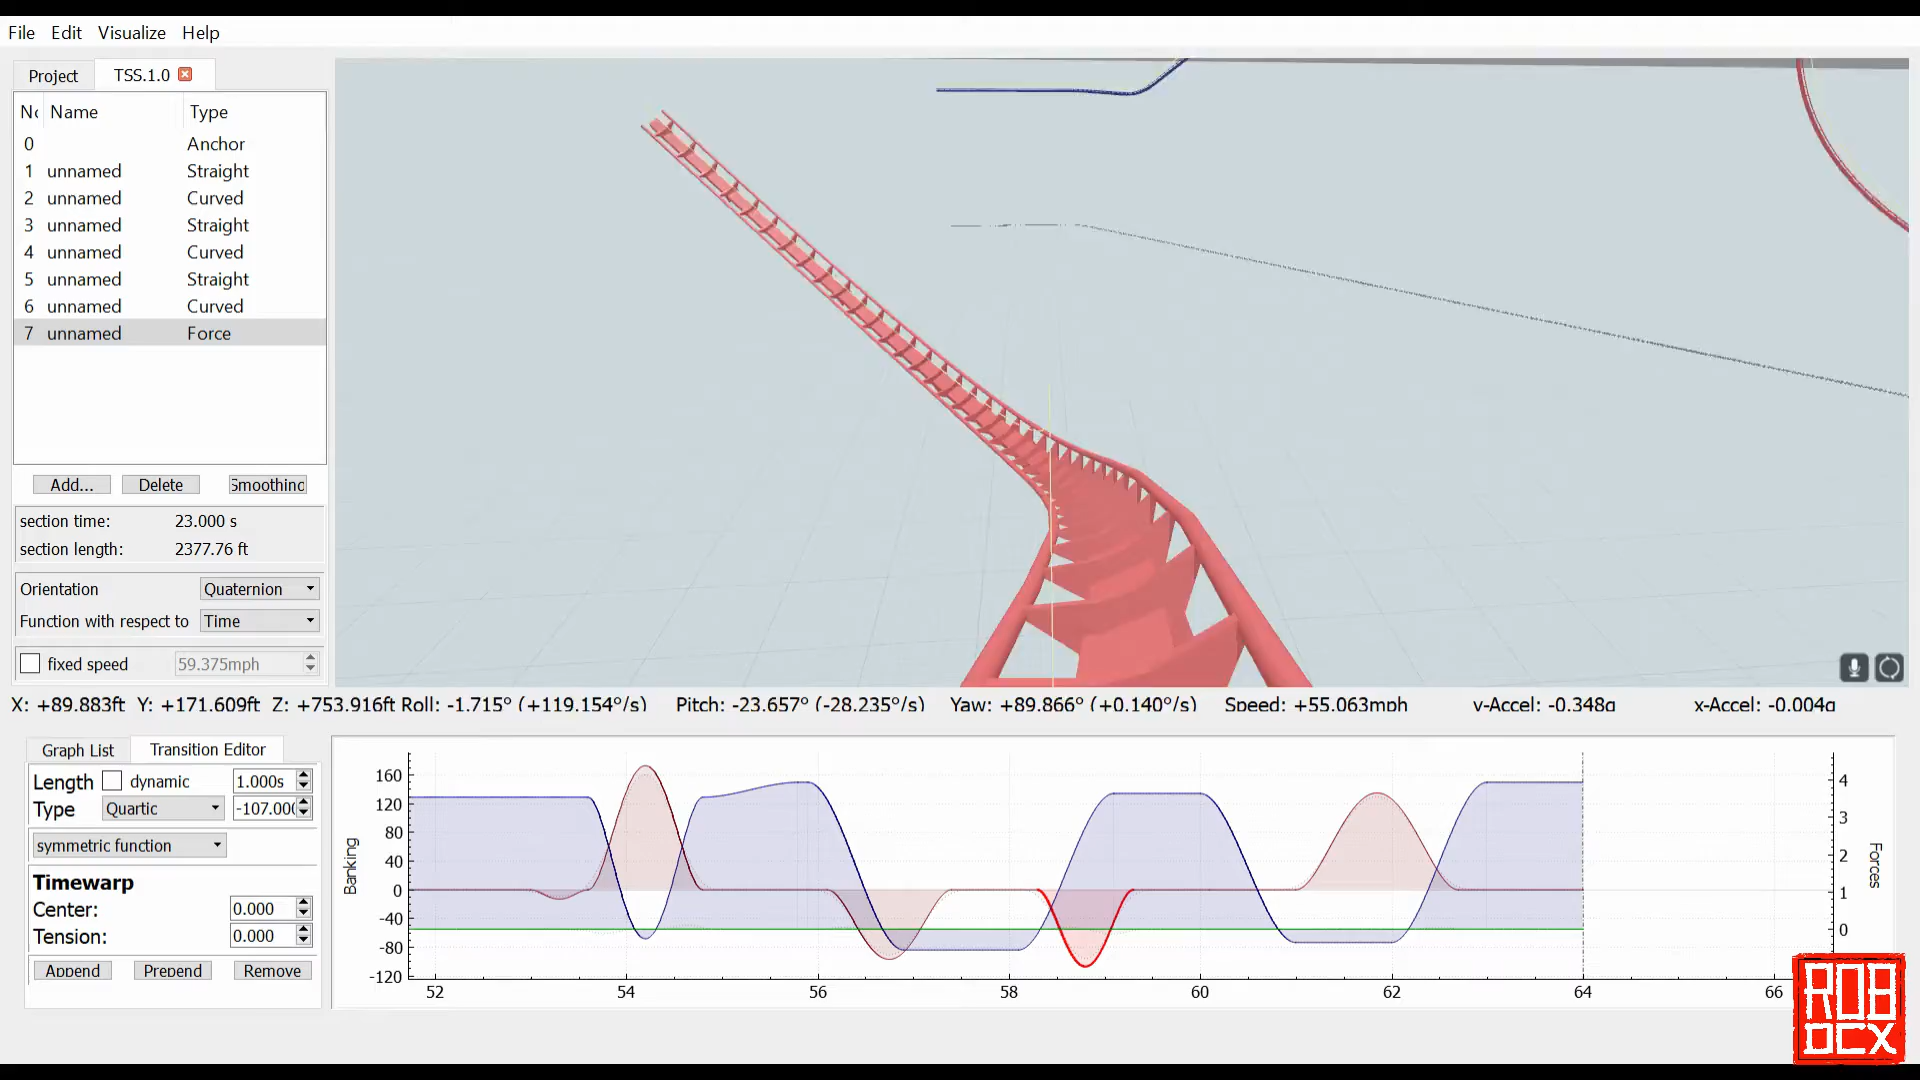 File Edit Visualize Help
Project TSS.1.0
Nc Name Type
0 Anchor
1 unnamed Straight
2 unnamed Curved
3 unnamed Straight
4 unnamed Curved
5 unnamed Straight
6 unnamed Curved
7 unnamed Force
Add... Delete Smoothing
section time: 23.000 s
section length: 2377.76 ft
Orientation Quaternion
Function with respect to Time
fixed speed 59.375mph
X: +89.883ft Y: +171.609ft Z: +753.916ft Roll: -1.715° (+119.154°/s) Pitch: -23.657° (-28.235°/s) Yaw: +89.866° (+0.140°/s) Speed: +55.063mph v-Accel: -0.348g x-Accel: -0.004g
Graph List Transition Editor
Length dynamic 1.000s
Type Quartic -107.000
symmetric function
Timewarp
Center: 0.000
Tension: 0.000
Append Prepend Remove
Banking
160
120
80
40
0
-40
-80
-120
52 54 56 58 60 62 64 66
4
3
2
1
0
Forces
ROB
DCX